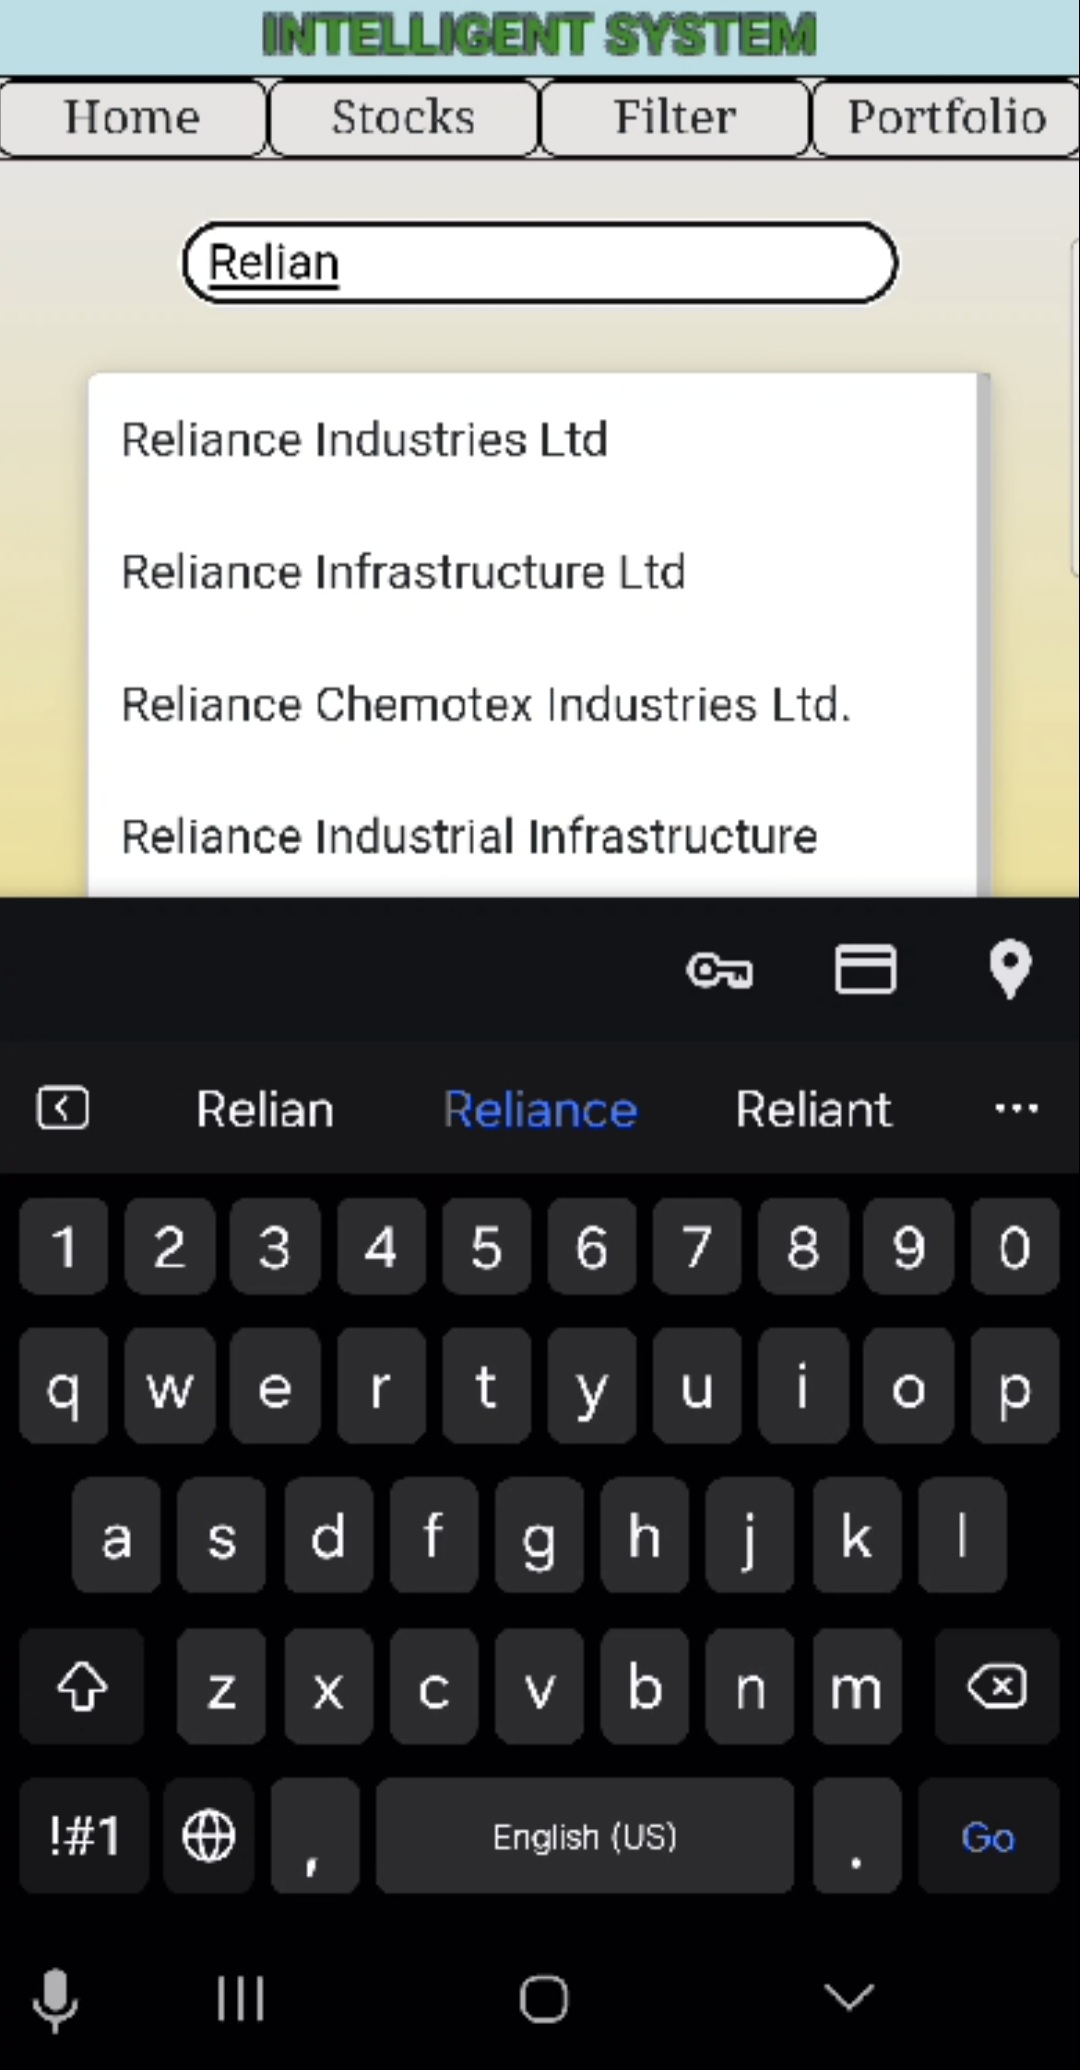 INTELLIGENT SYSTEM
Home Stocks Filter Portfolio
Relian
Reliance Industries Ltd
Reliance Infrastructure Ltd
Reliance Chemotex Industries Ltd.
Reliance Industrial Infrastructure
Relian Reliance Reliant ...
1 2 3 4 5 6 7 8 9 0
q w e r t y u i o p
a s d f g h j k l
z x c v b n m
!#1 , English (US) . Go